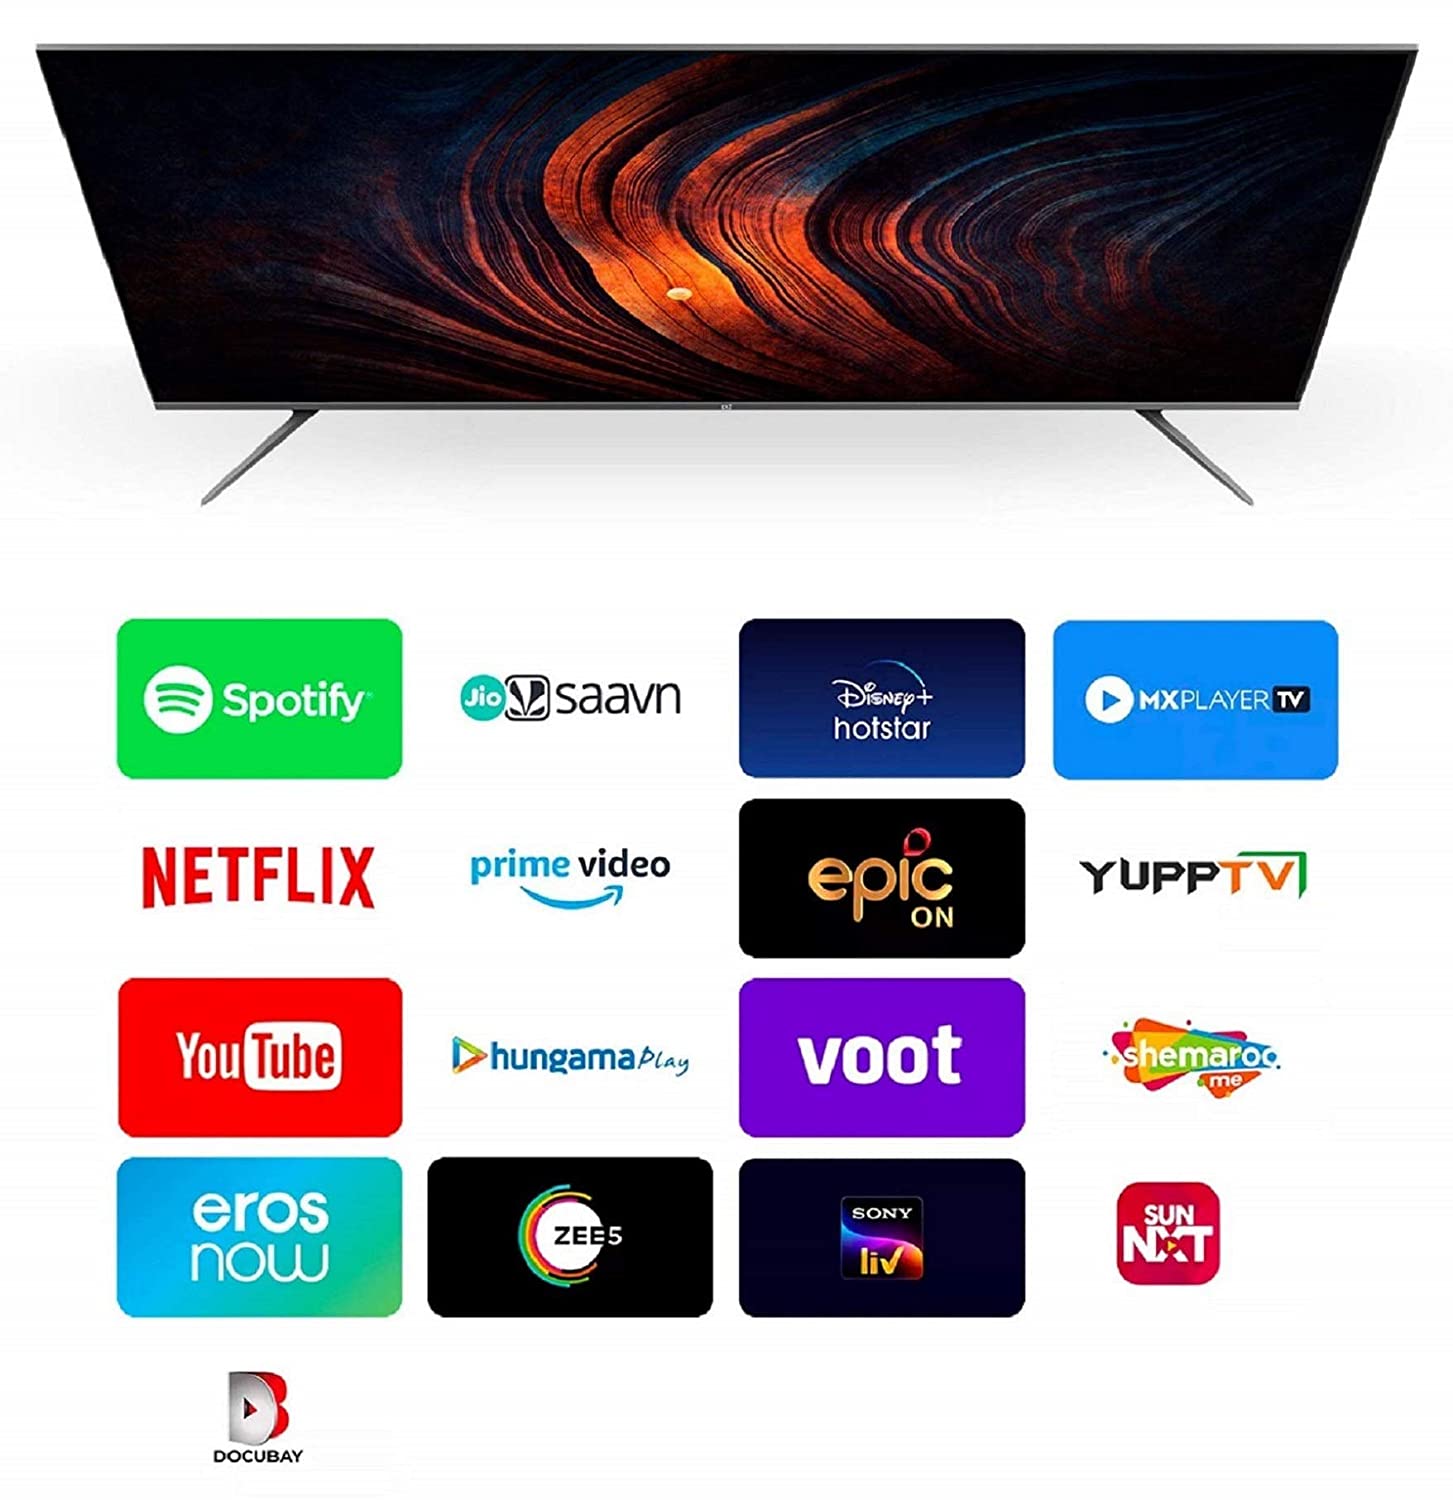 Spotify
Jio saavn
Disney+
hotstar
MXPLAYER TV
NETFLIX
prime video
epic
ON
YUPPTV
YouTube
hungama play
voot
shemaroo
me
eros
now
ZEE5
SONY
liv
SUN
NXT
DOCUBAY